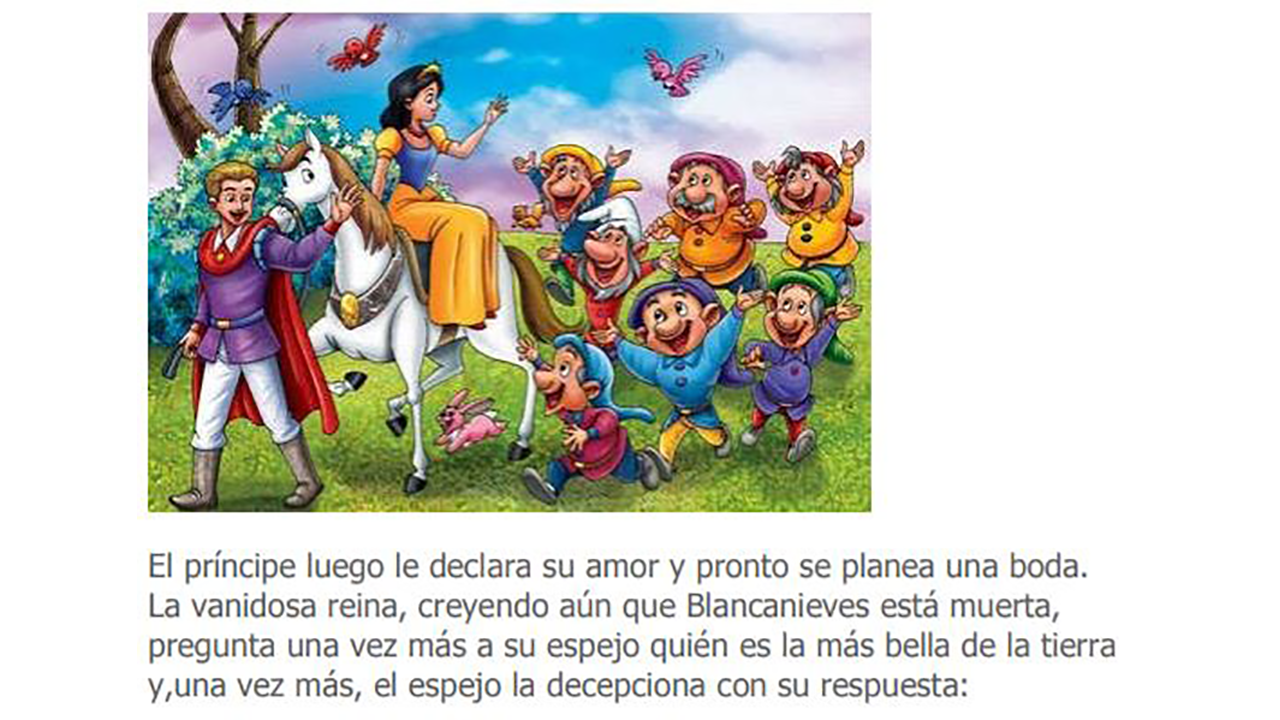 El príncipe luego le declara su amor y pronto se planea una boda.
La vanidosa reina, creyendo aún que Blancanieves está muerta,
pregunta una vez más a su espejo quién es la más bella de la tierra
y,una vez más, el espejo la decepciona con su respuesta: